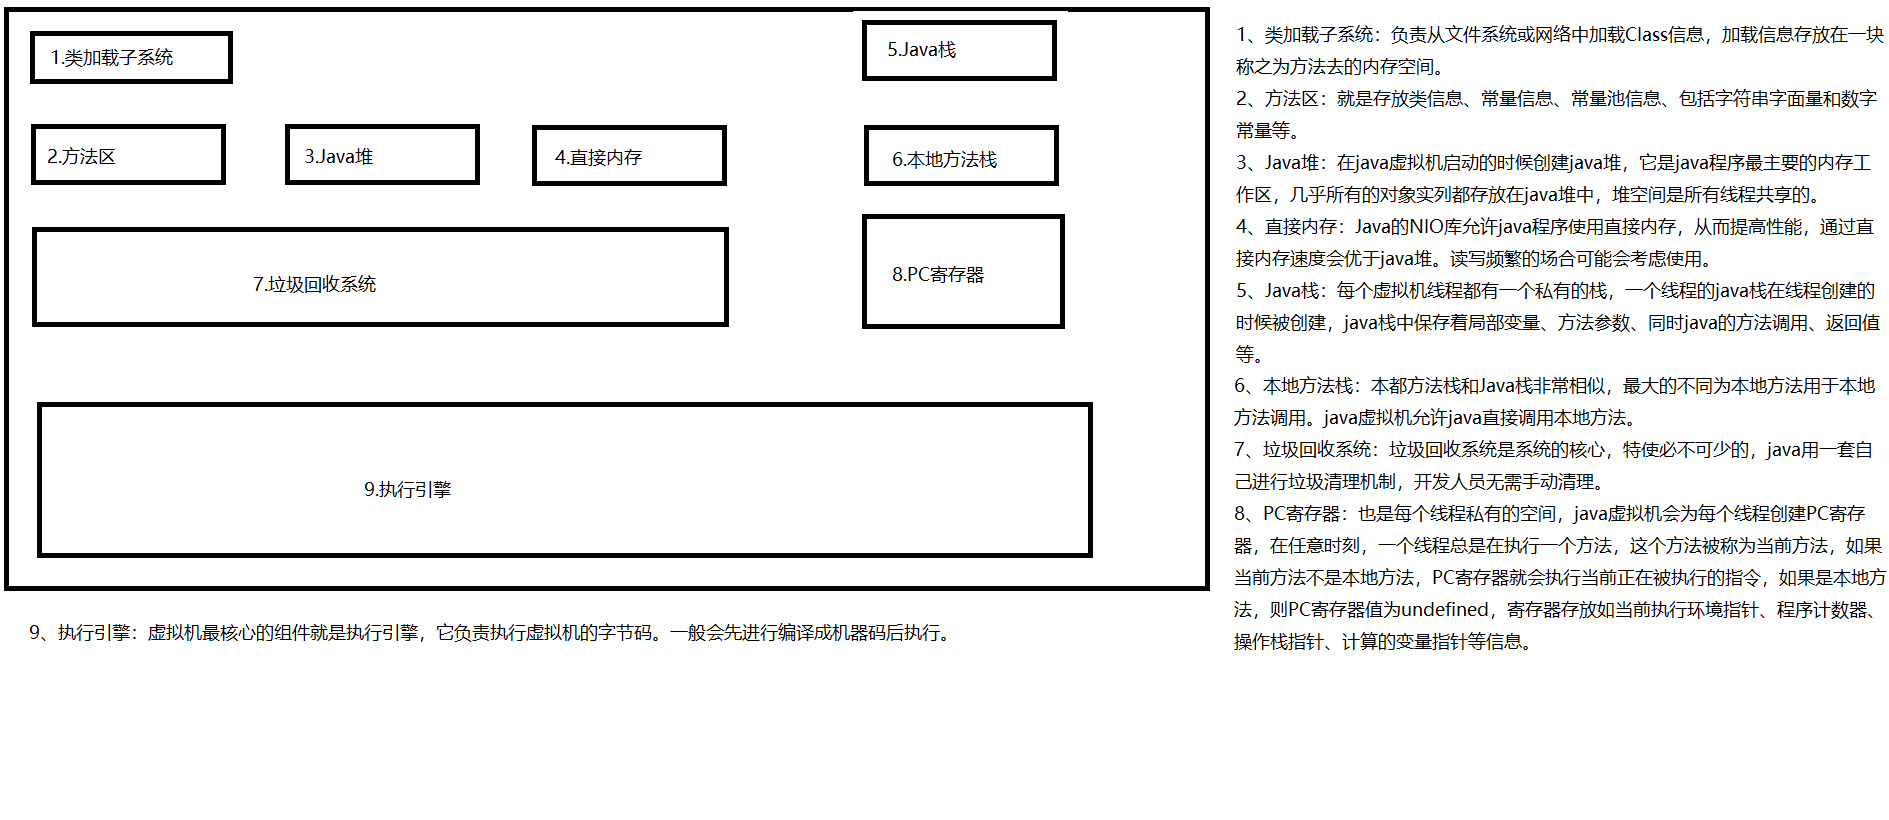 1.类加载子系统
5.Java栈
2.方法区
3.Java堆
4.直接内存
6.本地方法栈
7.垃圾回收系统
8.PC寄存器
9.执行引擎
9、执行引擎：虚拟机最核心的组件就是执行引擎，它负责执行虚拟机的字节码。一般会先进行编译成机器码后执行。
1、类加载子系统：负责从文件系统或网络中加载Class信息，加载信息存放在一块
称之为方法去的内存空间。
2、方法区：就是存放类信息、常量信息、常量池信息、包括字符串字面量和数字
常量等。
3、Java堆：在java虚拟机启动的时候创建java堆，它是java程序最主要的内存工
作区，几乎所有的对象实列都存放在java堆中，堆空间是所有线程共享的。
4、直接内存：Java的NIO库允许java程序使用直接内存，从而提高性能，通过直
接内存速度会优于java堆。读写频繁的场合可能会考虑使用。
5、Java栈：每个虚拟机线程都有一个私有的栈，一个线程的java栈在线程创建的
时候被创建，java栈中保存着局部变量、方法参数、同时java的方法调用、返回值
等。
6、本地方法栈：本都方法栈和Java栈非常相似，最大的不同为本地方法用于本地
方法调用。java虚拟机允许java直接调用本地方法。
7、垃圾回收系统：垃圾回收系统是系统的核心，特使必不可少的，java用一套自
己进行垃圾清理机制，开发人员无需手动清理。
8、PC寄存器：也是每个线程私有的空间，java虚拟机会为每个线程创建PC寄存
器，在任意时刻，一个线程总是在执行一个方法，这个方法被称为当前方法，如果
当前方法不是本地方法，PC寄存器就会执行当前正在被执行的指令，如果是本地方
法，则PC寄存器值为undefined，寄存器存放如当前执行环境指针、程序计数器、
操作栈指针、计算的变量指针等信息。